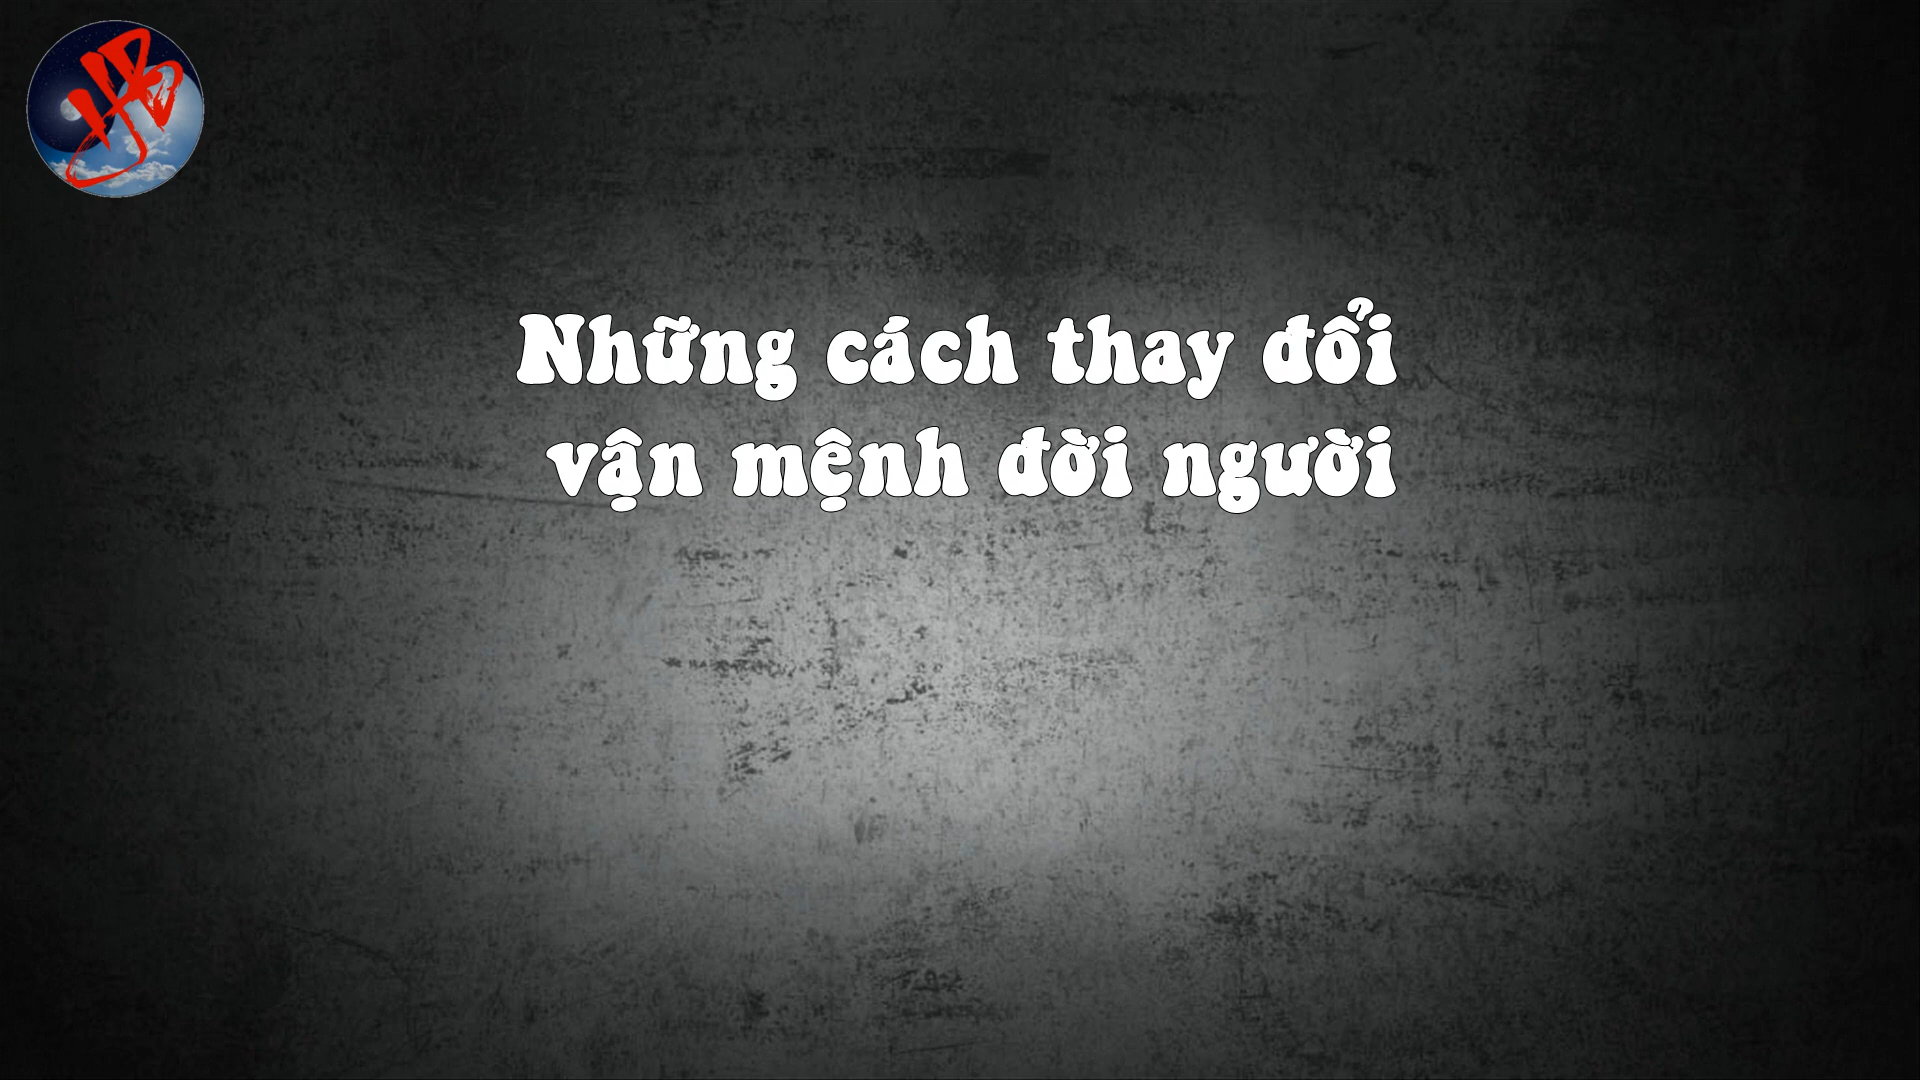 Những cách thay đổi
vận mệnh đời người